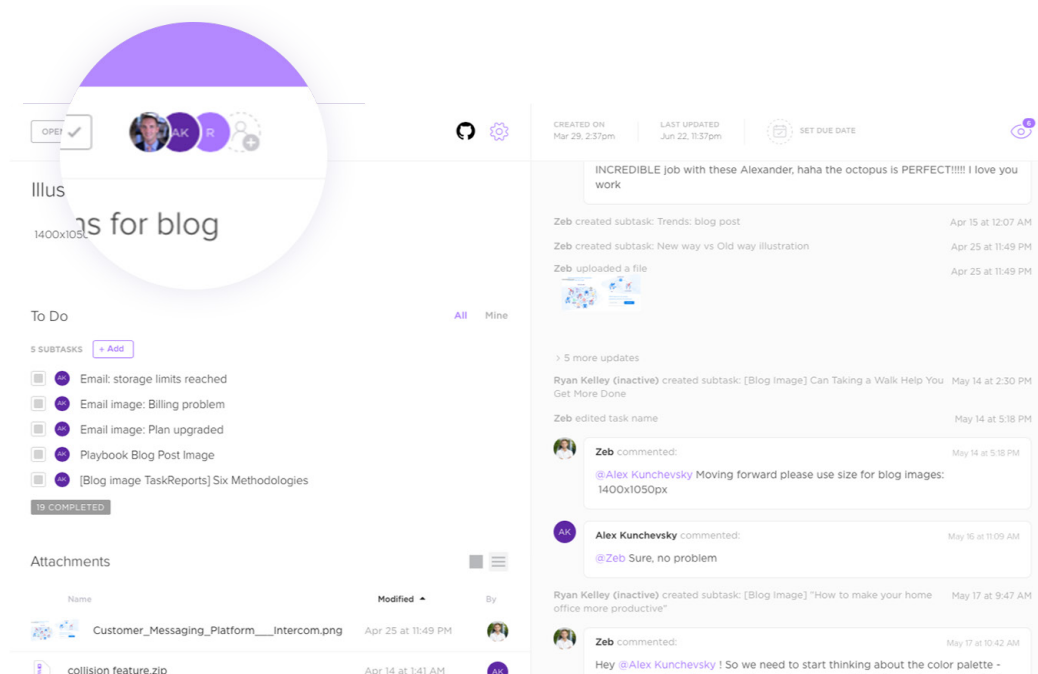 OPEN
AK
R
Illus
ns for blog
1400x1050
To Do
All
Mine
5 SUBTASKS
+ Add
AK
Email: storage limits reached
AK
Email image: Billing problem
AK
Email image: Plan upgraded
AK
Playbook Blog Post Image
AK
[Blog image TaskReports] Six Methodologies
19 COMPLETED
Attachments
Name
Modified
By
Customer_Messaging_Platform___Intercom.png
Apr 25 at 11:49 PM
collision feature.zip
Apr 14 at 1:41 AM
AK
CREATED ON
Mar 29, 2:37pm
LAST UPDATED
Jun 22, 11:37pm
SET DUE DATE
6
INCREDIBLE job with these Alexander, haha the octopus is PERFECT!!!!! I love you
work
Zeb created subtask: Trends: blog post
Apr 15 at 12:07 AM
Zeb created subtask: New way vs Old way illustration
Apr 25 at 11:49 PM
Zeb uploaded a file
Apr 25 at 11:49 PM
> 5 more updates
Ryan Kelley (inactive) created subtask: [Blog Image] Can Taking a Walk Help You
Get More Done
May 14 at 2:30 PM
Zeb edited task name
May 14 at 5:18 PM
Zeb commented:
May 14 at 5:18 PM
@Alex Kunchevsky Moving forward please use size for blog images:
1400x1050px
AK
Alex Kunchevsky commented:
May 16 at 11:09 AM
@Zeb Sure, no problem
Ryan Kelley (inactive) created subtask: [Blog Image] "How to make your home
office more productive"
May 17 at 9:47 AM
Zeb commented:
May 17 at 10:42 AM
Hey @Alex Kunchevsky ! So we need to start thinking about the color palette -